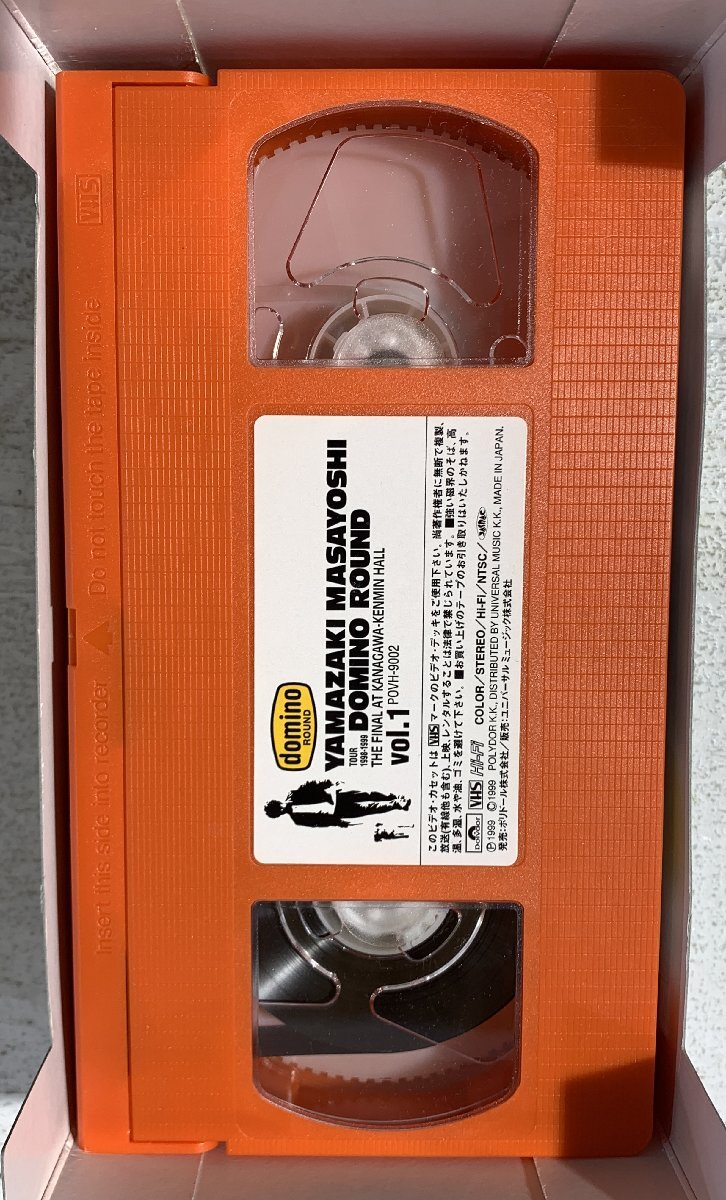 VHS
Insert this side into recorder ▲ Do not touch the tape inside
domino
ROUND
YAMAZAKI MASAYOSHI
TOUR
1998-1999
DOMINO ROUND
THE FINAL AT KANAGAWA-KENMIN HALL
vol.1 POVH-9002
このビデオ・カセットは VHS マークのビデオ・デッキをご使用下さい。当著作権者に無断で複製、
放送(有線他も含む)、上映、レンタルすることは法律で禁じられています。■強い磁界のそば、高
温、多湿、水や油、ゴミを避けて下さい。■お買い上げのテープのお引き取りはいたしかねます。
Polydor VHS Hi-Fi COLOR/STEREO/Hi-Fi/NTSC/
Ⓟ1999 ©1999 POLYDOR K.K., DISTRIBUTED BY UNIVERSAL MUSIC K.K., MADE IN JAPAN.
発売:ポリドール株式会社/販売:ユニバーサル ミュージック株式会社